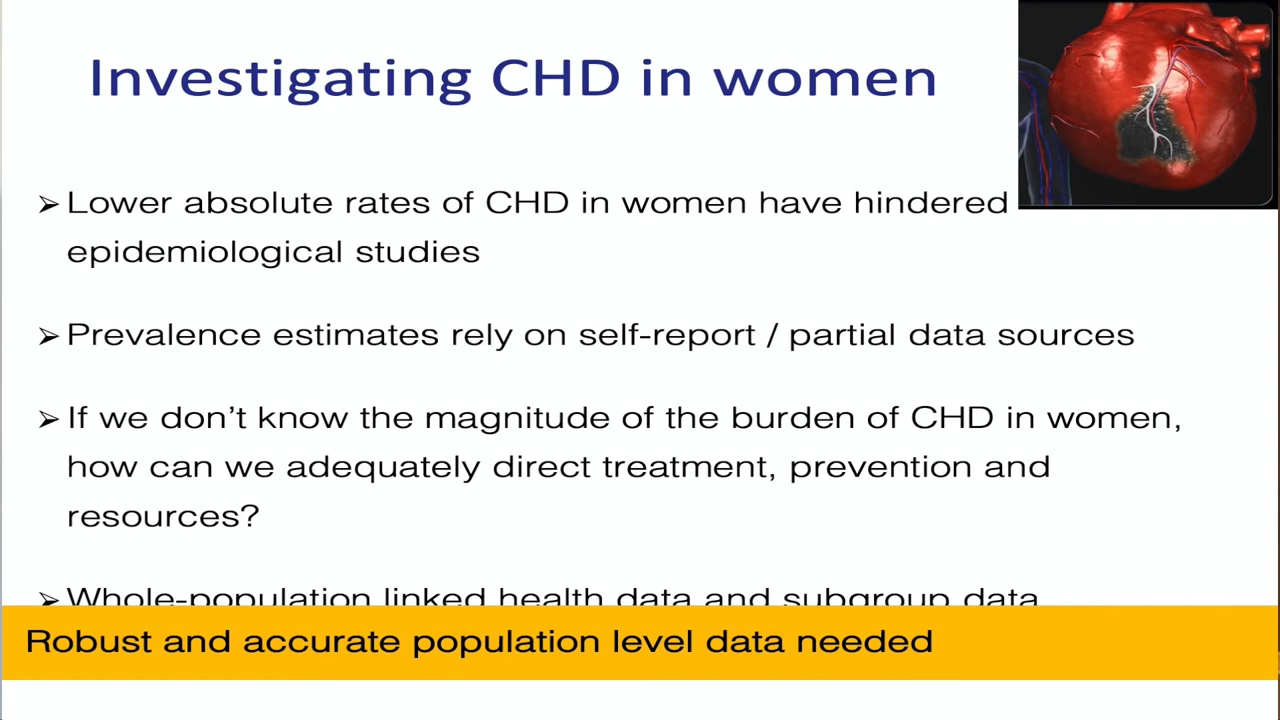 Investigating CHD in women
➢ Lower absolute rates of CHD in women have hindered
epidemiological studies
➢ Prevalence estimates rely on self-report / partial data sources
➢ If we don’t know the magnitude of the burden of CHD in women,
how can we adequately direct treatment, prevention and
resources?
➢ Whole-population linked health data and subgroup data
Robust and accurate population level data needed